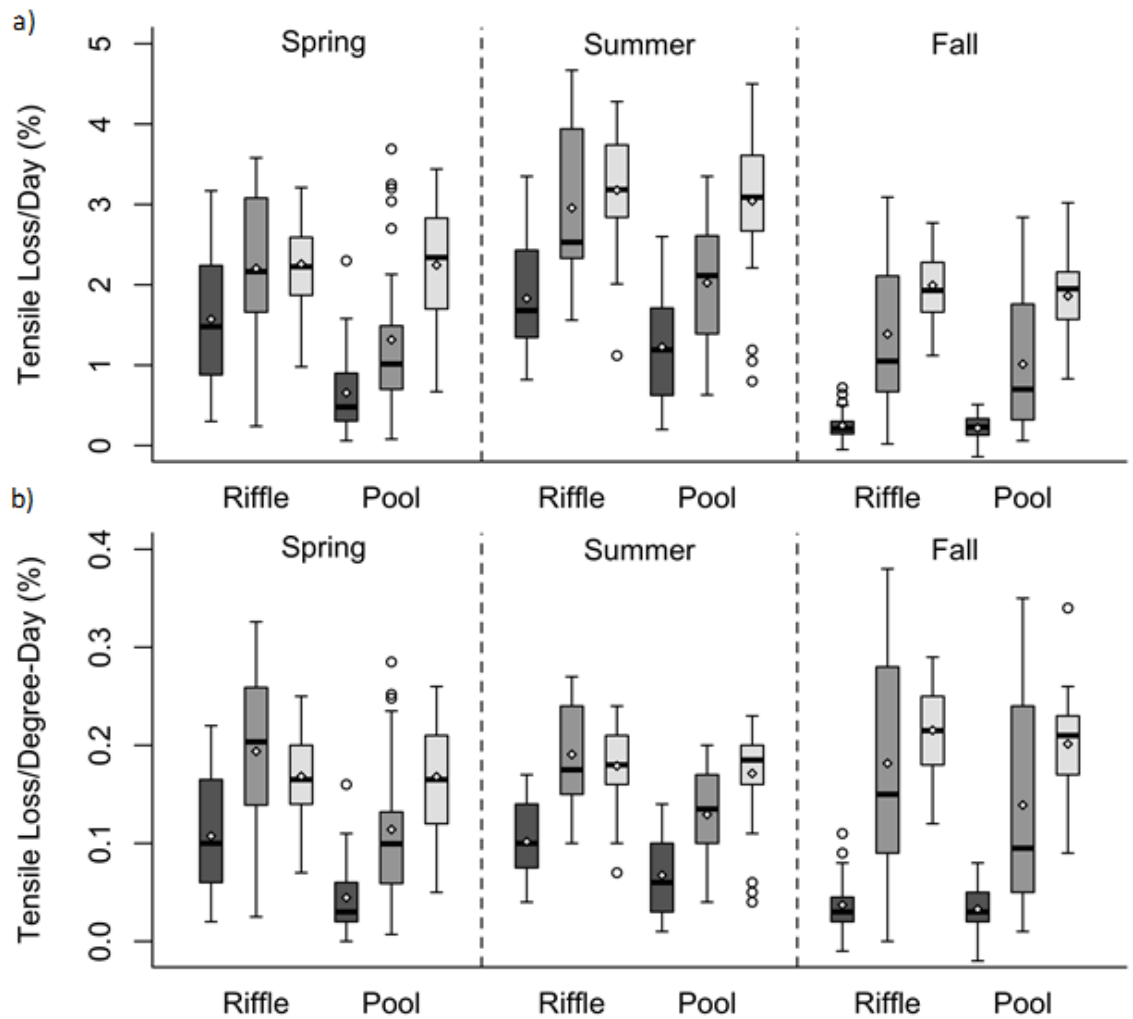 a)
Tensile Loss/Day (%)
5
4
3
2
1
0
Spring
Summer
Fall
Riffle Pool Riffle Pool Riffle Pool
b)
Tensile Loss/Degree-Day (%)
0.4
0.3
0.2
0.1
0.0
Spring
Summer
Fall
Riffle Pool Riffle Pool Riffle Pool